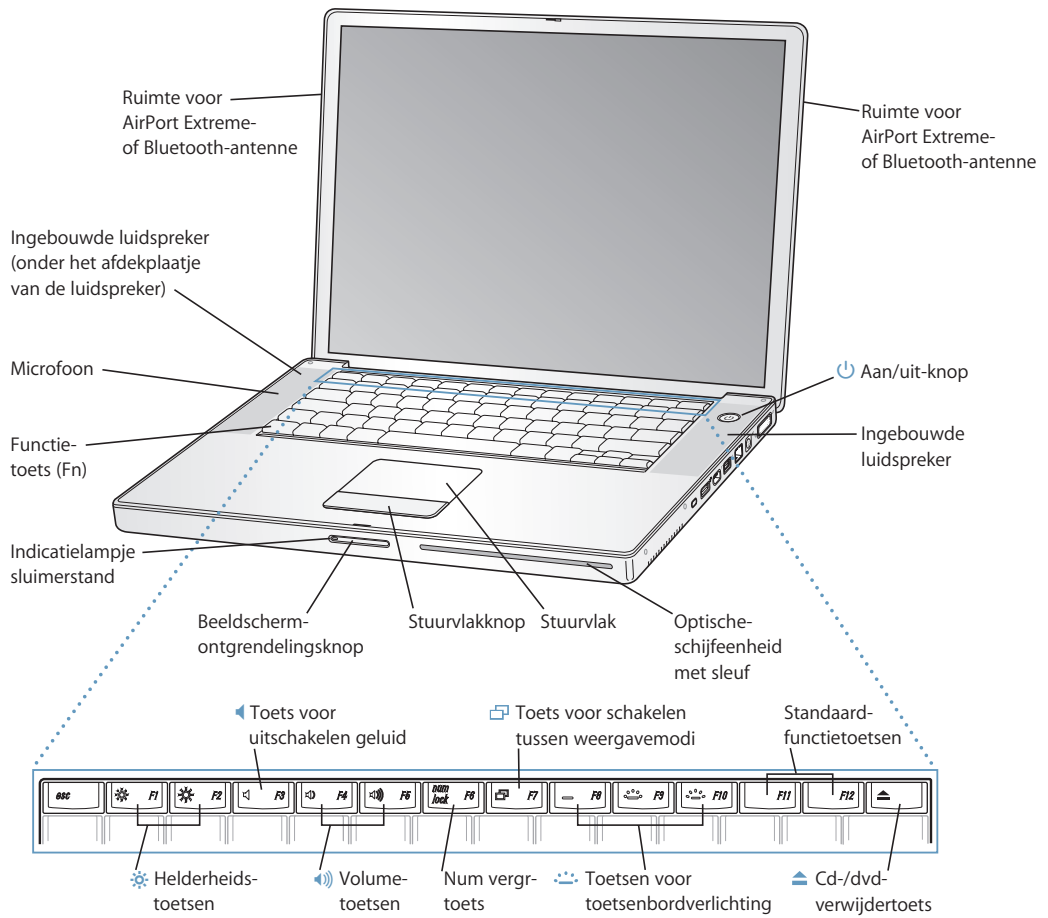 Ruimte voor
AirPort Extreme-
of Bluetooth-antenne
Ruimte voor
AirPort Extreme-
of Bluetooth-antenne
Ingebouwde luidspreker
(onder het afdekplaatje
van de luidspreker)
Microfoon
Aan/uit-knop
Functie-
toets (Fn)
Ingebouwde
luidspreker
Indicatielampje
sluimerstand
Beeldscherm-
ontgrendelingsknop
Stuurvlakknop
Stuurvlak
Optische-
schijfeenheid
met sleuf
Toets voor
uitschakelen geluid
Toets voor schakelen
tussen weergavemodi
Standaard-
functietoetsen
esc
F1
F2
F3
F4
F5
num
lock F6
F7
F8
F9
F10
F11
F12
Helderheids-
toetsen
Volume-
toetsen
Num vergr-
toets
Toetsen voor
toetsenbordverlichting
Cd-/dvd-
verwijdertoets